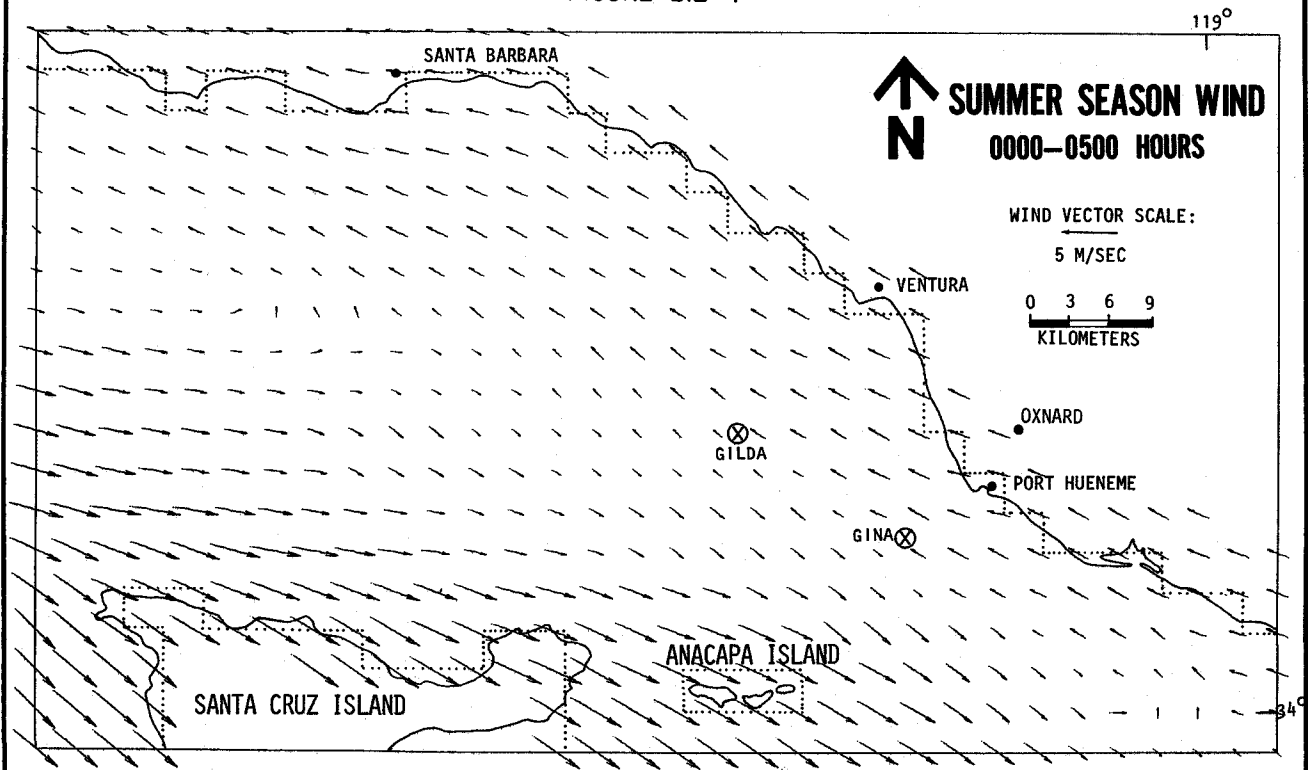 119°
SANTA BARBARA
SUMMER SEASON WIND
N
0000-0500 HOURS
WIND VECTOR SCALE:
5 M/SEC
VENTURA
0 3 6 9
KILOMETERS
OXNARD
GILDA
PORT HUENEME
GINA
ANACAPA ISLAND
SANTA CRUZ ISLAND
34°